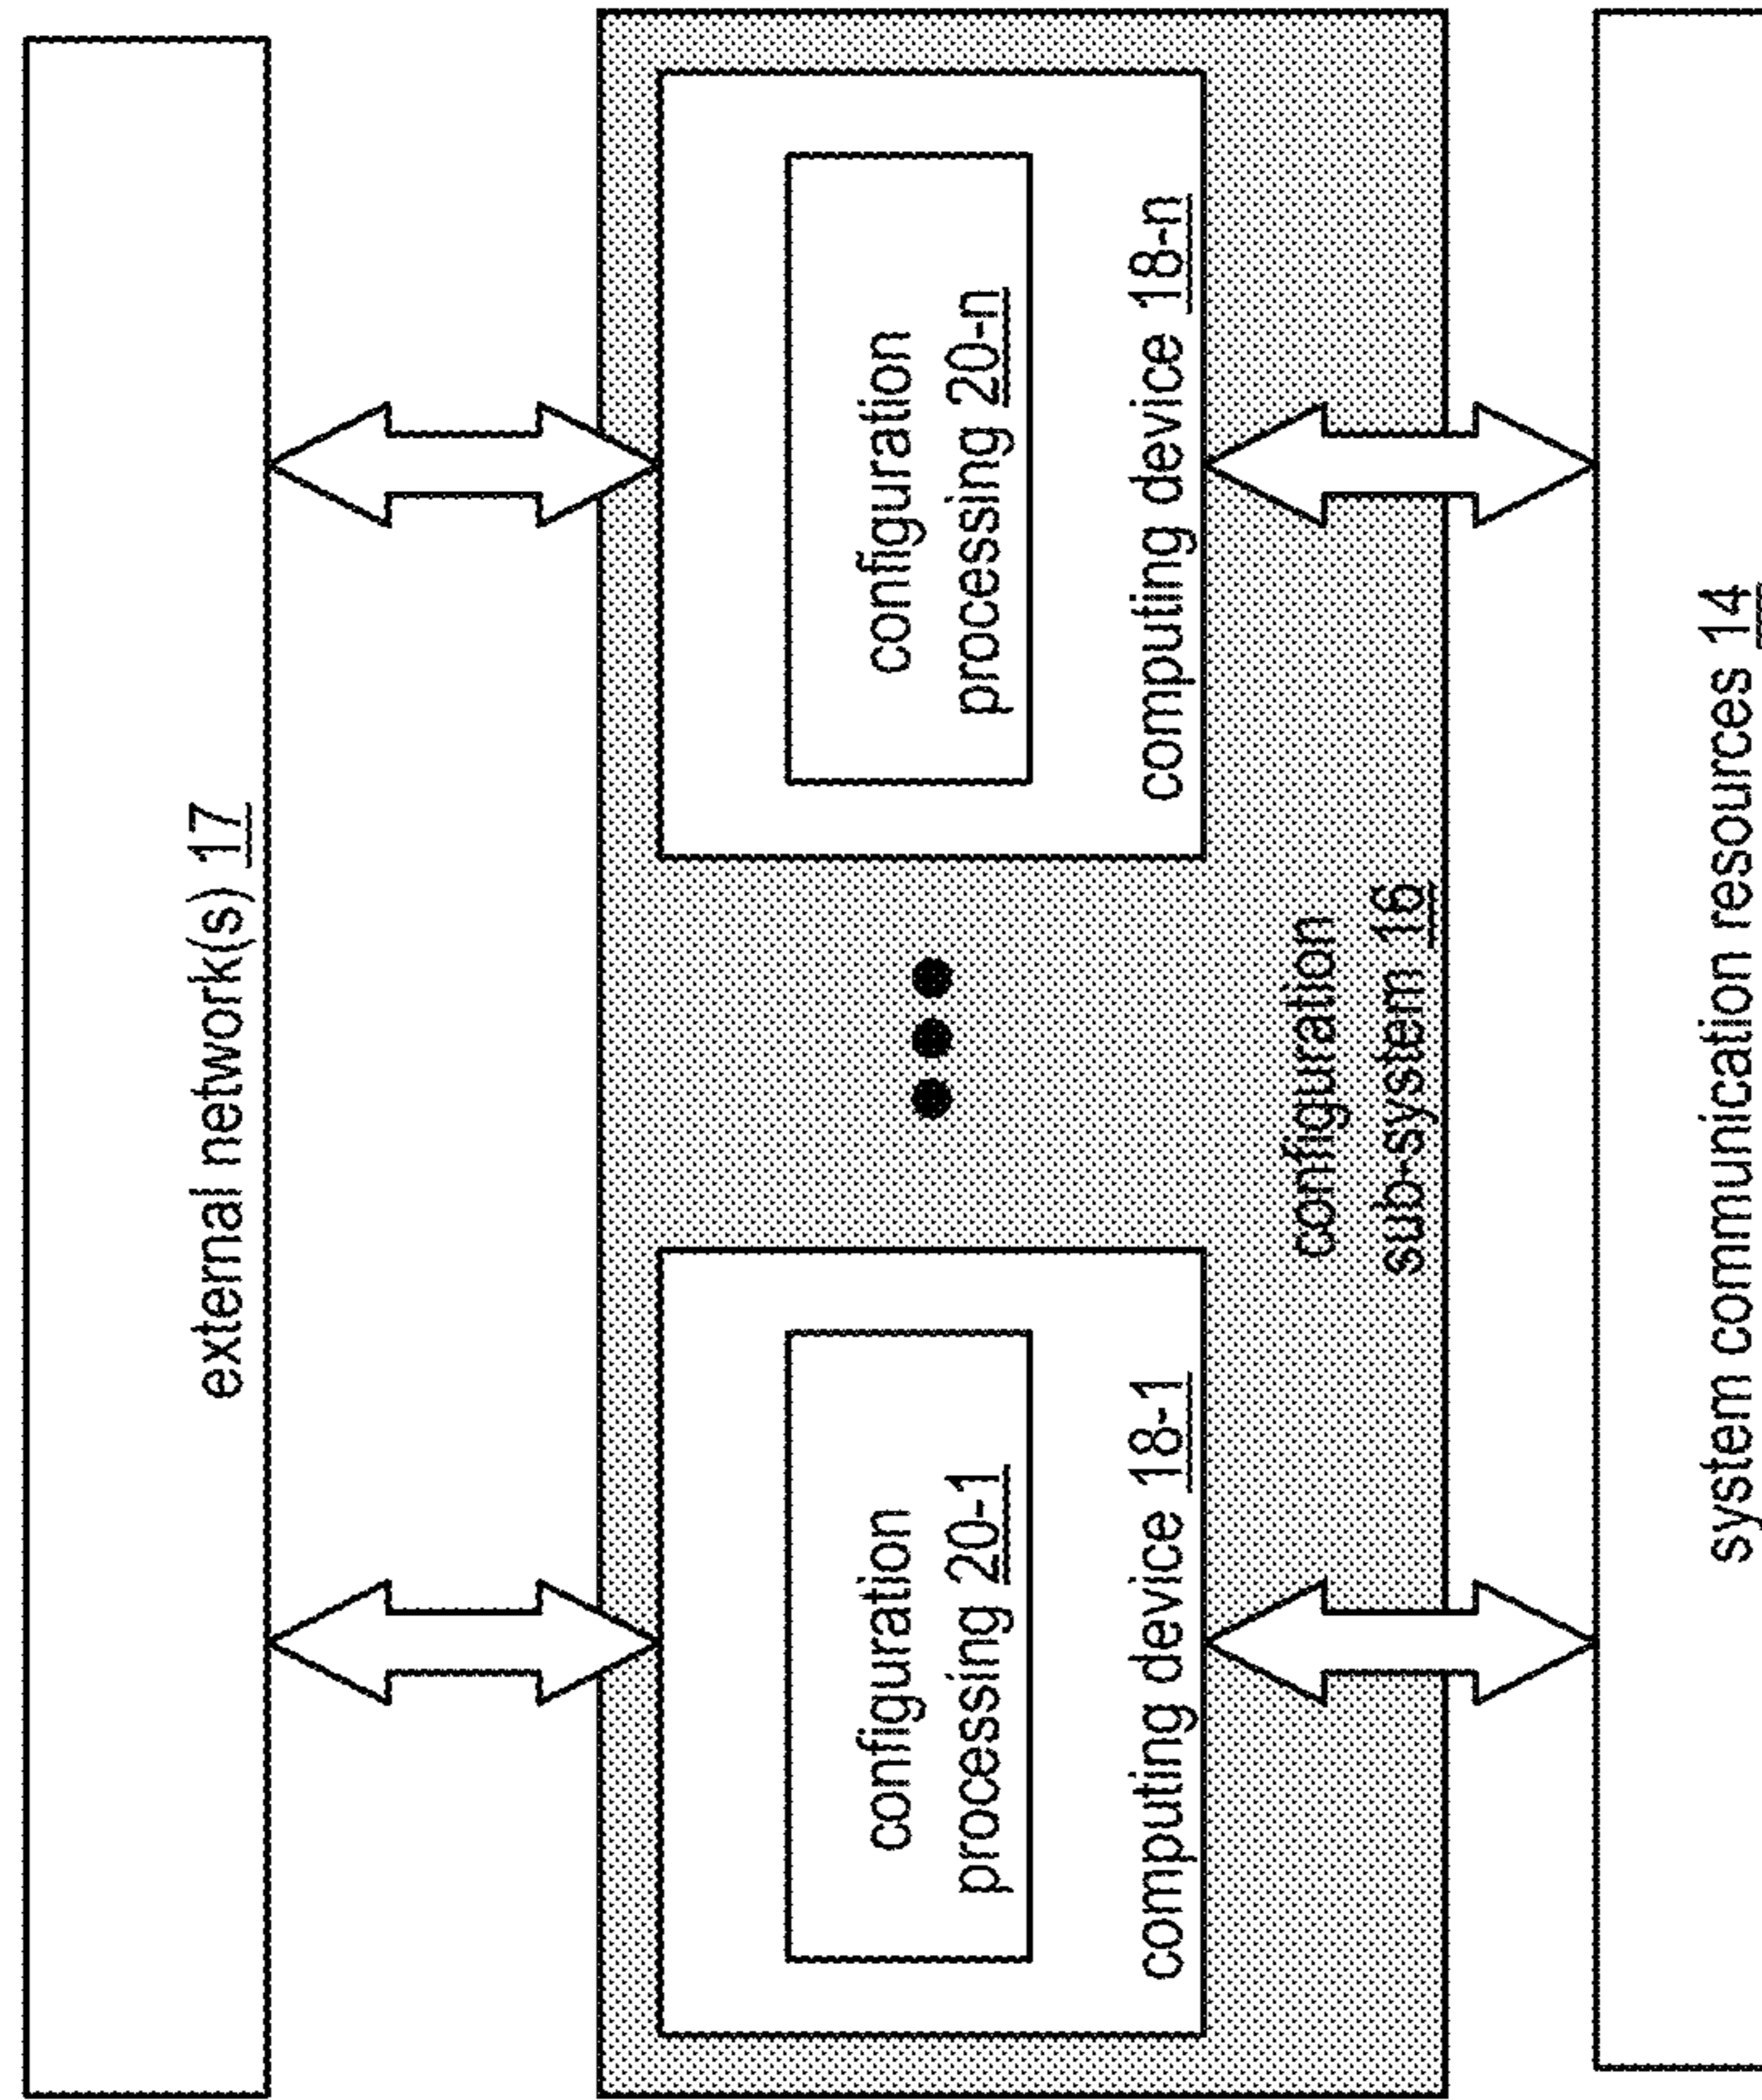 external network(s) 17
configuration
processing 20-1
computing device 18-1
configuration
processing 20-n
computing device 18-n
configuration
sub-system 16
system communication resources 14